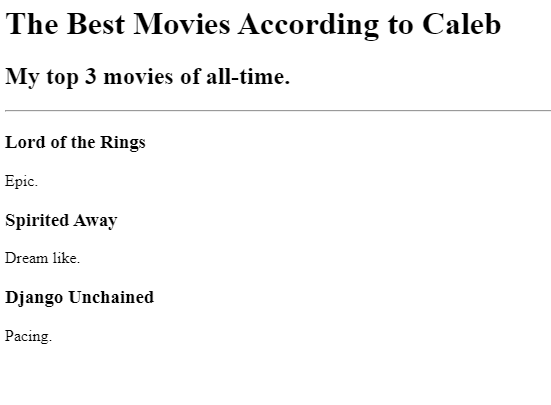 The Best Movies According to Caleb
My top 3 movies of all-time.
Lord of the Rings
Epic.
Spirited Away
Dream like.
Django Unchained
Pacing.